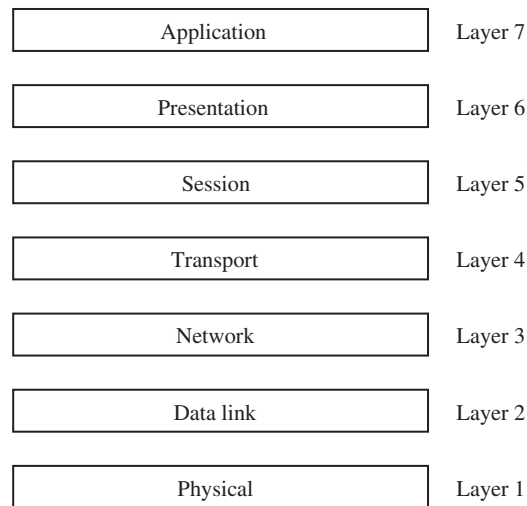 Application Layer 7
Presentation Layer 6
Session Layer 5
Transport Layer 4
Network Layer 3
Data link Layer 2
Physical Layer 1